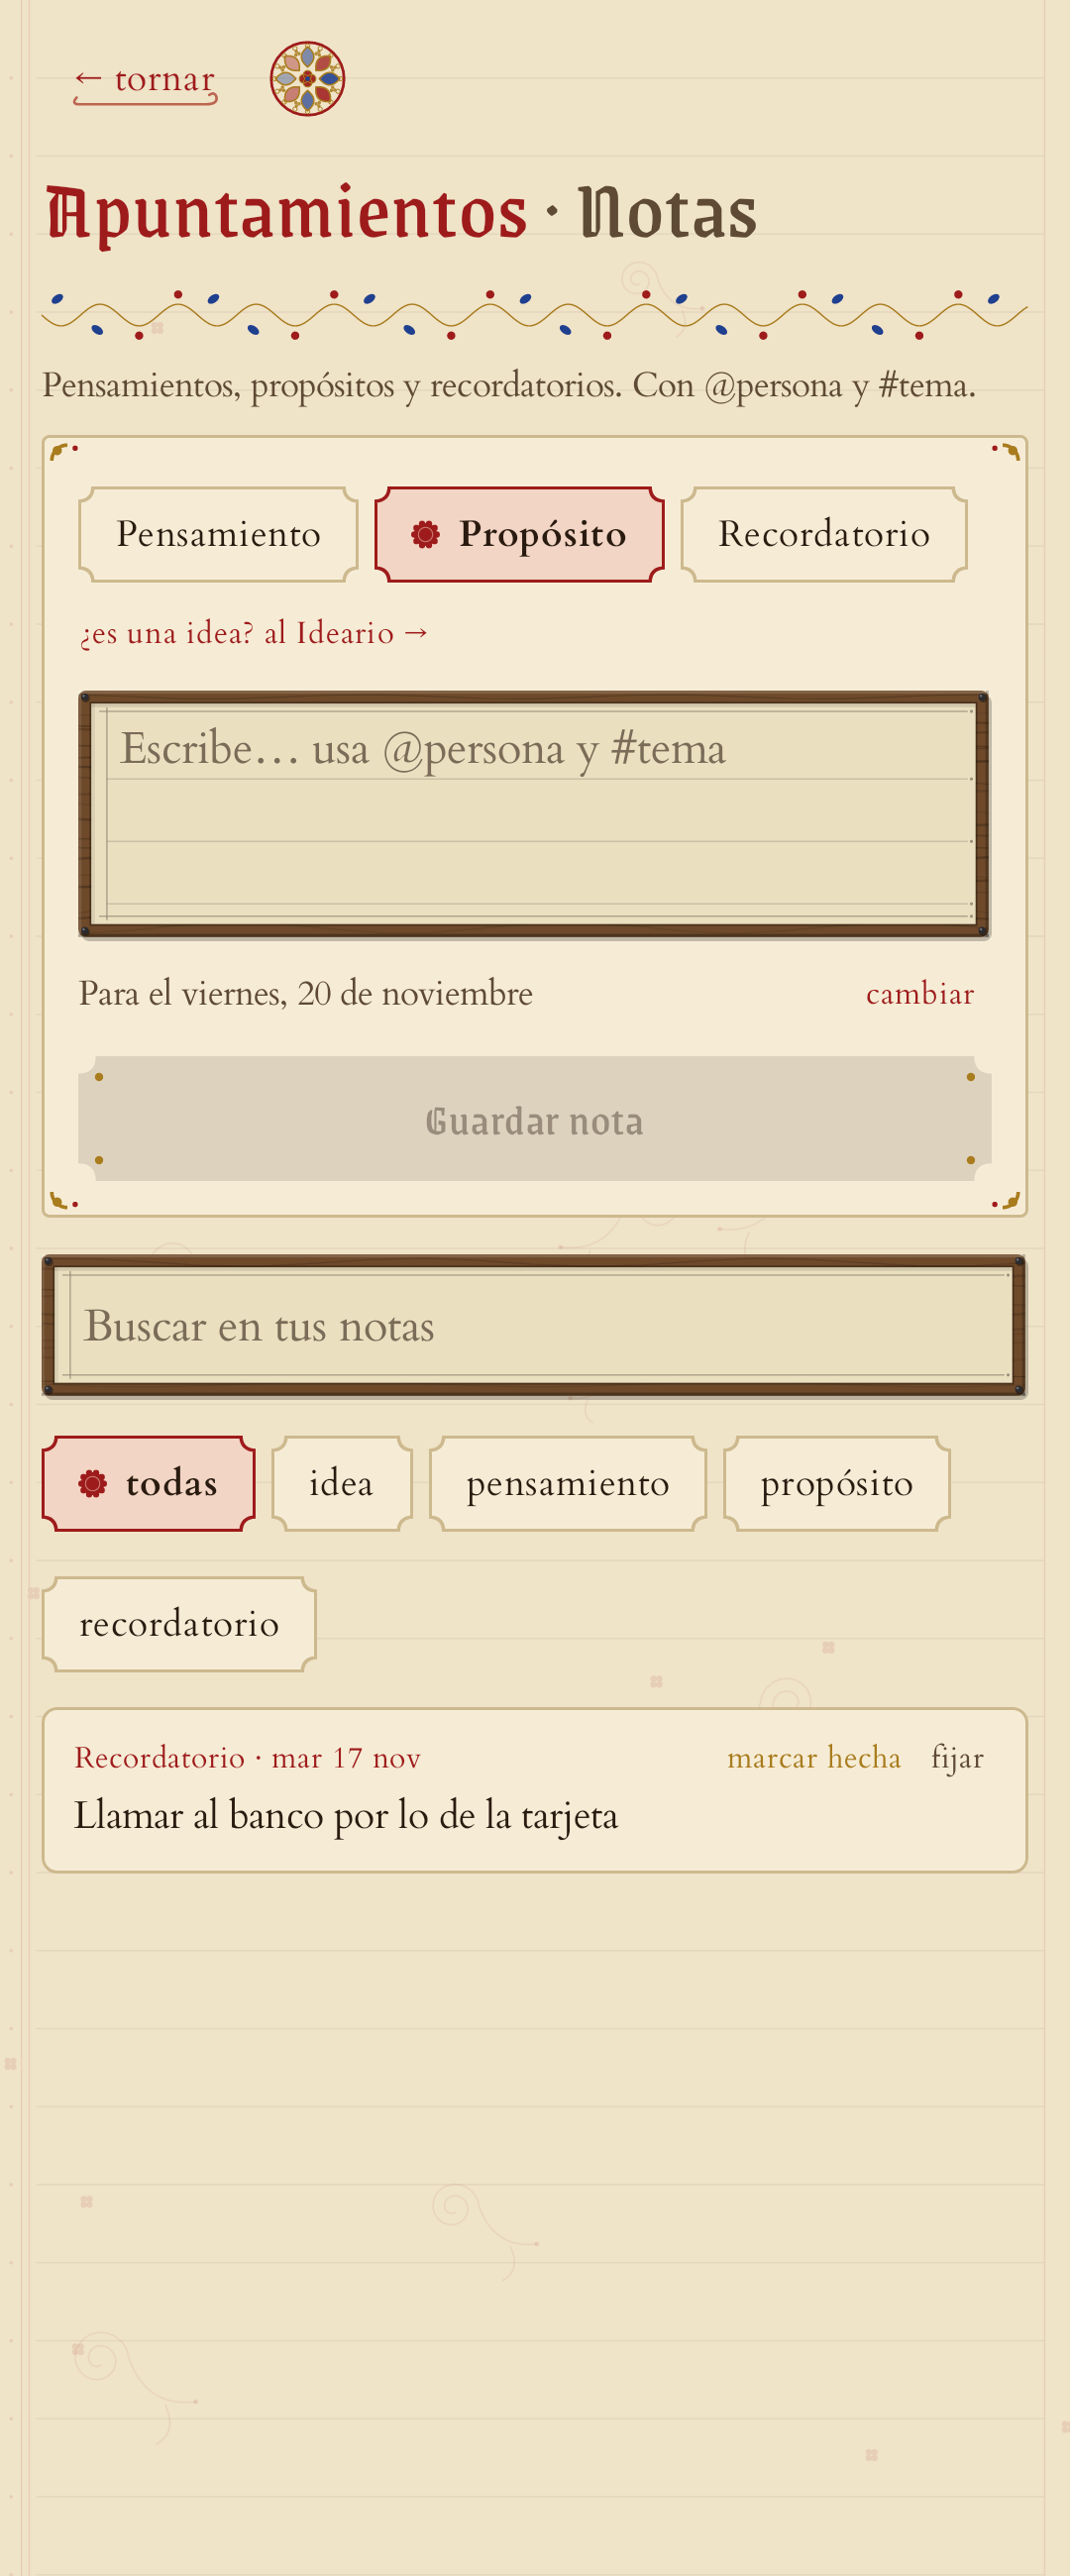 ← tornar
Apuntamientos · Notas
Pensamientos, propósitos y recordatorios. Con @persona y #tema.
Pensamiento Propósito Recordatorio
¿es una idea? al Ideario →
Escribe… usa @persona y #tema
Para el viernes, 20 de noviembre cambiar
Guardar nota
Buscar en tus notas
todas idea pensamiento propósito
recordatorio
Recordatorio · mar 17 nov marcar hecha fijar
Llamar al banco por lo de la tarjeta